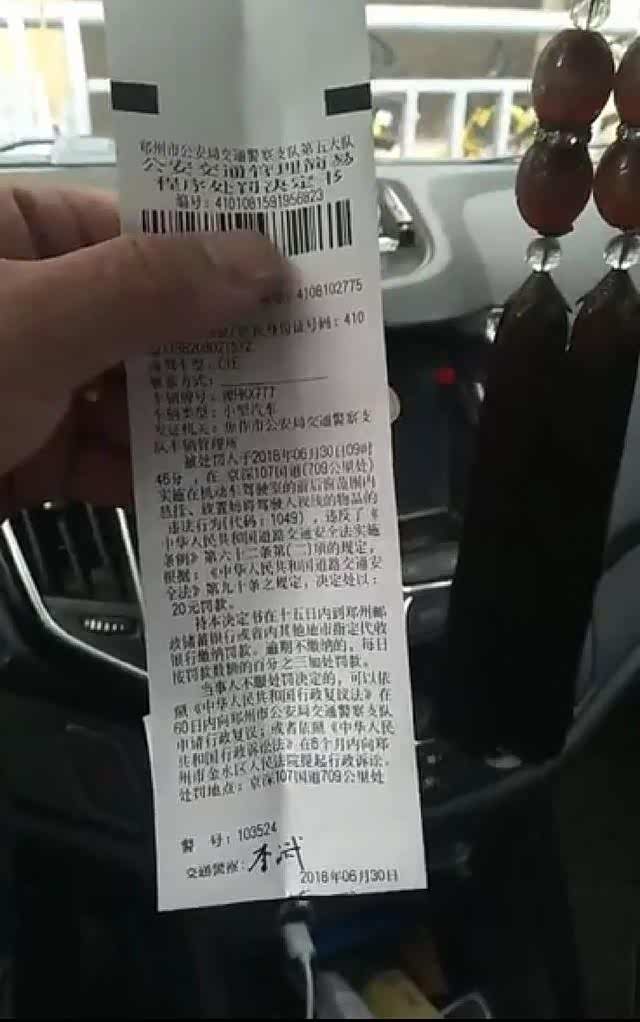 郑州市公安局交通警察支队第五大队
公安交通管理简易
程序处罚决定书
编号:4101081591956823
4108102775
身份证号码:410
准驾车型:C1E
联系方式:
车辆牌号:豫HKX777
车辆类型:小型汽车
发证机关:焦作市公安局交通警察支
队车辆管理所
被处罚人于2018年06月30日09时
46分,在 京深107国道(709公里处)
实施在机动车驾驶室的前后窗范围内
悬挂、放置妨碍驾驶人视线的物品的
违法行为(代码:1049),违反了《
中华人民共和国道路交通安全法实施
条例》第六十二条第(二)项的规定,
根据:《中华人民共和国道路交通安
全法》第九十条之规定,决定处以:
20元罚款。
持本决定书在十五日内到郑州邮
政储蓄银行或省内其他地市指定代收
银行缴纳罚款。逾期不缴纳的,每日
按罚款数额的百分之三加处罚款。
当事人不服处罚决定的,可以依
照《中华人民共和国行政复议法》在
60日内向郑州市公安局交通警察支队
申请行政复议;或者依照《中华人民
共和国行政诉讼法》在6个月内向郑
州市金水区人民法院提起行政诉讼。
处罚地点:京深107国道709公里处
警 号:103524
交通警察:李斌
2018年06月30日